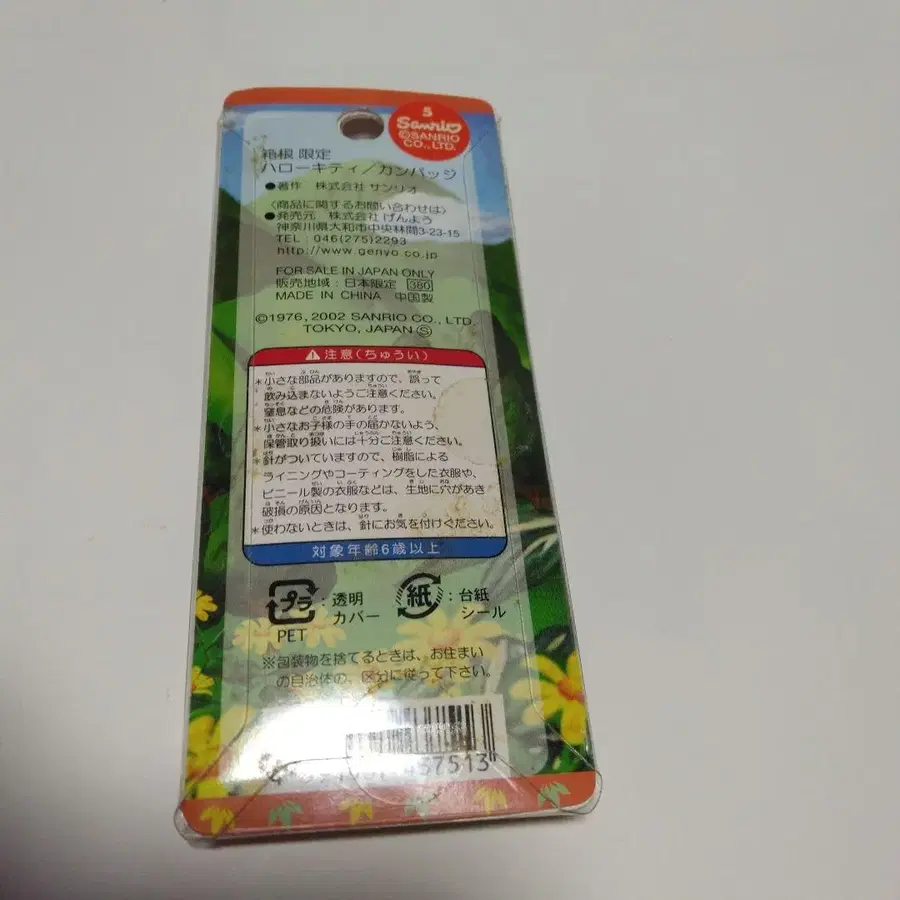 5
Sanrio
©SANRIO
CO., LTD.
箱根 限定
ハローキティ/カンバッジ
●著作 株式会社 サンリオ
〈商品に関するお問い合わせは〉
●発売元 株式会社 げんよう
神奈川県大和市中央林間3-23-15
TEL:046(275)2293
http://www.genyo.co.jp
FOR SALE IN JAPAN ONLY
販売地域:日本限定 380
MADE IN CHINA 中国製
©1976, 2002 SANRIO CO., LTD.
TOKYO, JAPAN Ⓢ
注意(ちゅうい)
*小さな部品がありますので、誤って
飲み込まないようご注意ください。
窒息などの危険があります。
*小さなお子様の手の届かないよう、
保管取り扱いには十分ご注意ください。
*針がついていますので、樹脂による
ライニングやコーティングをした衣服や、
ビニール製の衣服などは、生地に穴があき
破損の原因となります。
*使わないときは、針にお気を付けください。
対象年齢6歳以上
プラ:透明
カバー
PET
紙:台紙
シール
※包装物を捨てるときは、お住まい
の自治体の、区分に従って下さい。
457513